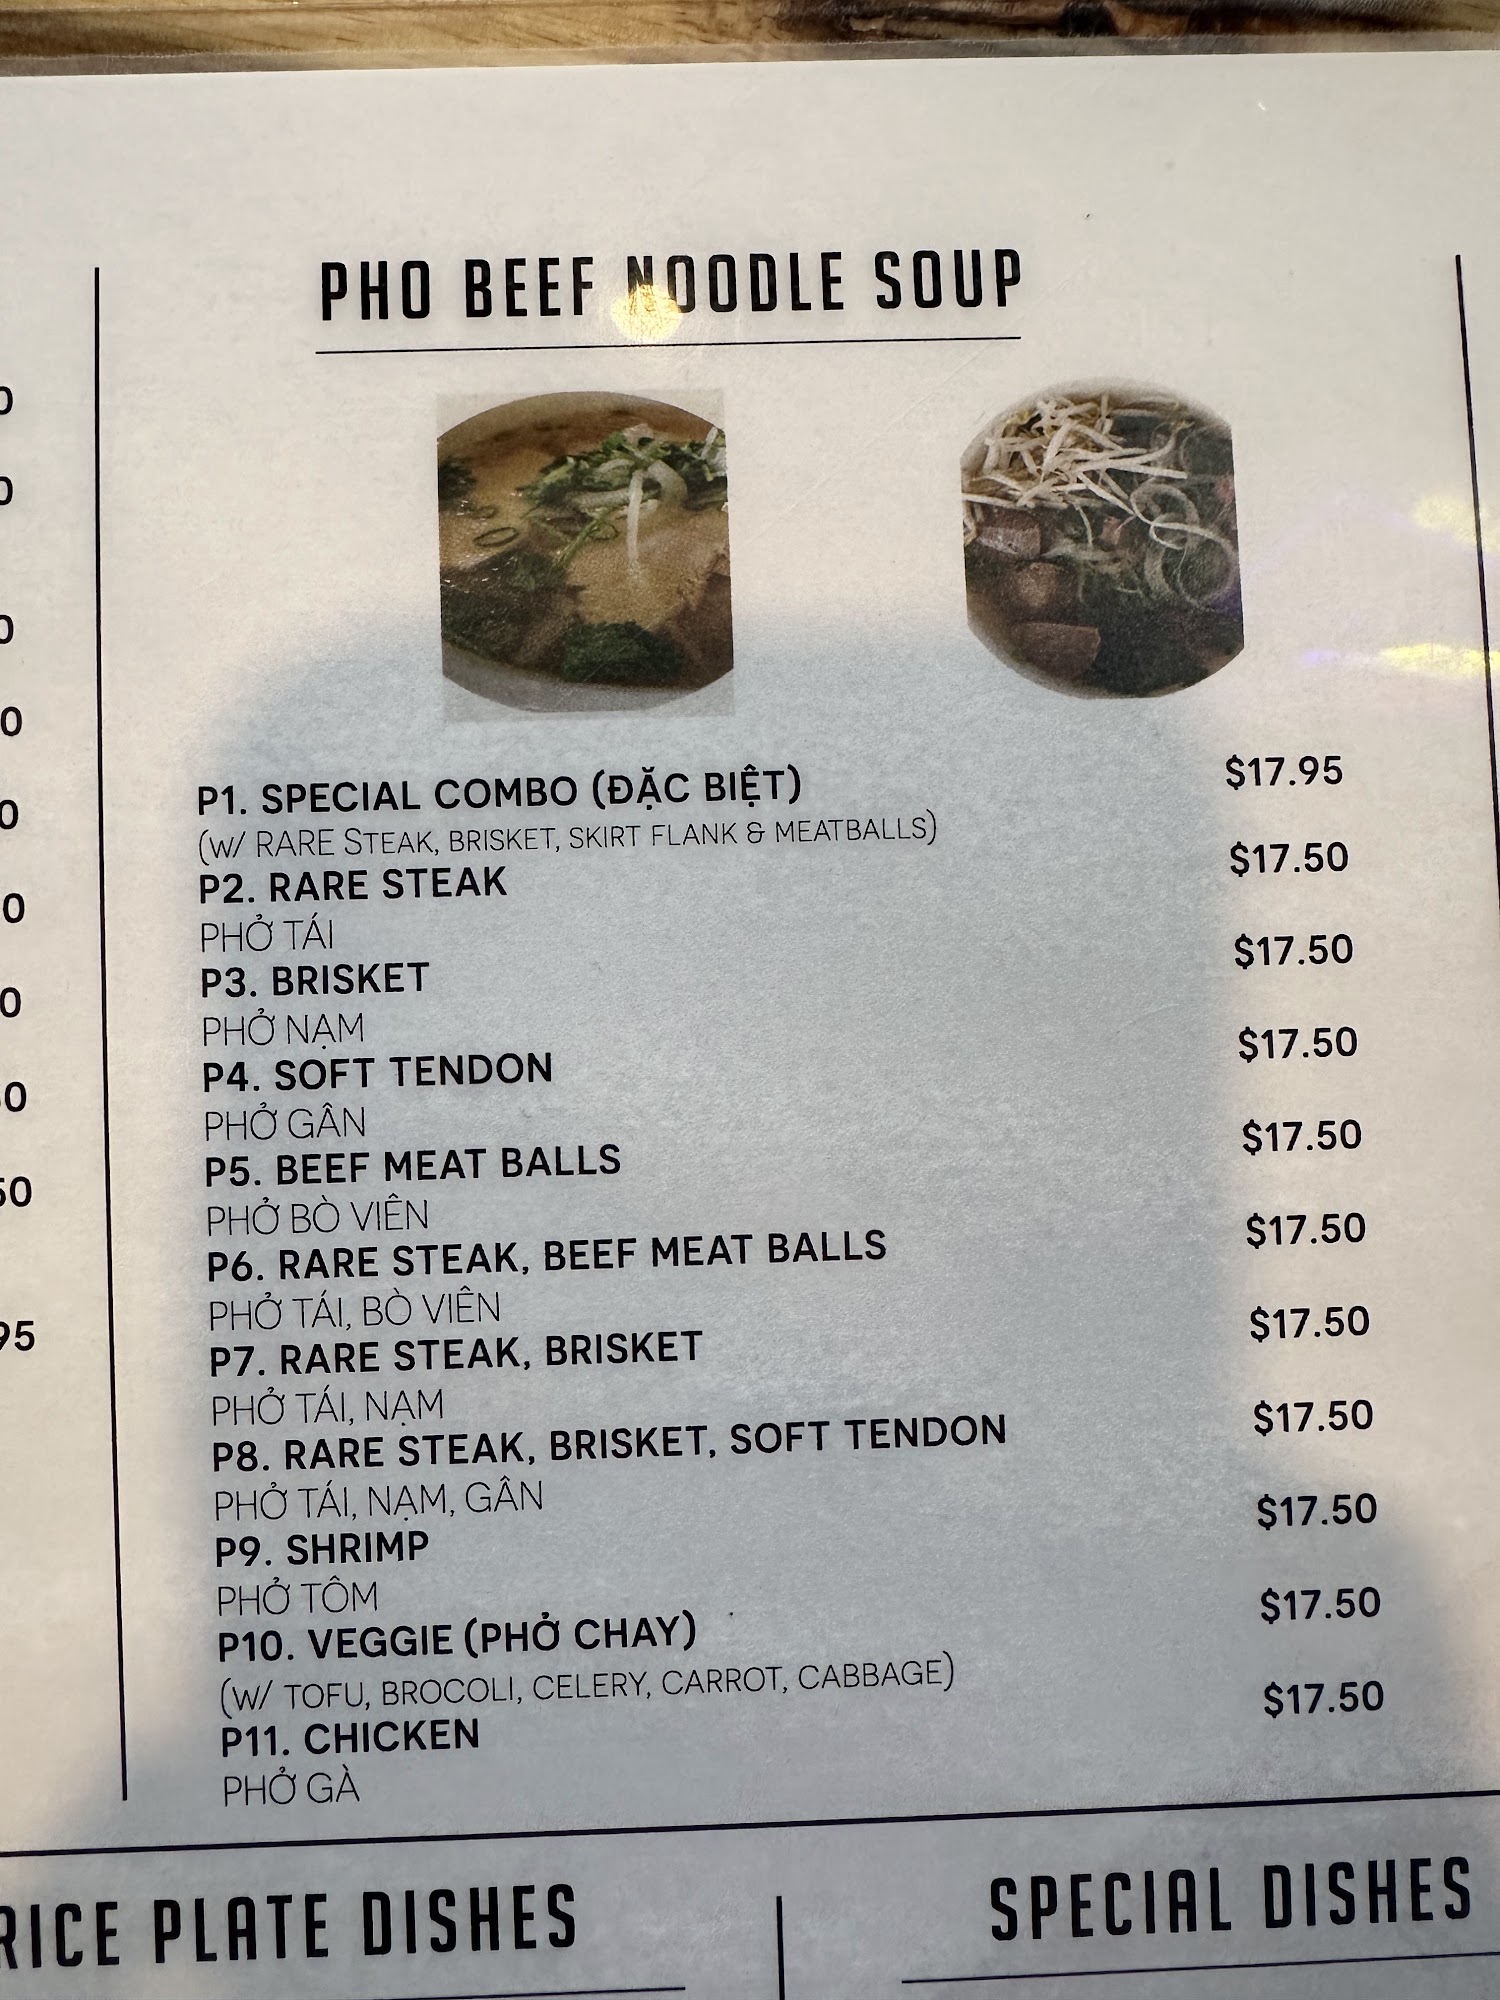 PHO BEEF NOODLE SOUP
P1. SPECIAL COMBO (ĐẶC BIỆT) $17.95
(W/ RARE STEAK, BRISKET, SKIRT FLANK & MEATBALLS)
P2. RARE STEAK $17.50
PHỞ TÁI
P3. BRISKET $17.50
PHỞ NẠM
P4. SOFT TENDON $17.50
PHỞ GÂN
P5. BEEF MEAT BALLS $17.50
PHỞ BÒ VIÊN
P6. RARE STEAK, BEEF MEAT BALLS $17.50
PHỞ TÁI, BÒ VIÊN
P7. RARE STEAK, BRISKET $17.50
PHỞ TÁI, NẠM
P8. RARE STEAK, BRISKET, SOFT TENDON $17.50
PHỞ TÁI, NẠM, GÂN
P9. SHRIMP $17.50
PHỞ TÔM
P10. VEGGIE (PHỞ CHAY) $17.50
(W/ TOFU, BROCOLI, CELERY, CARROT, CABBAGE)
P11. CHICKEN $17.50
PHỞ GÀ
RICE PLATE DISHES
SPECIAL DISHES